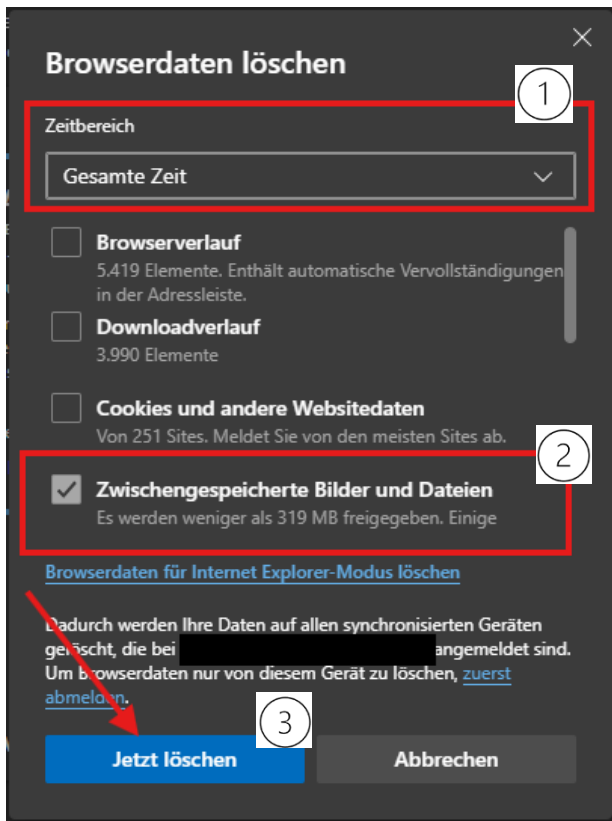 Browserdaten löschen
1
Zeitbereich
Gesamte Zeit
Browserverlauf
5.419 Elemente. Enthält automatische Vervollständigungen
in der Adressleiste.
Downloadverlauf
3.990 Elemente
Cookies und andere Websitedaten
Von 251 Sites. Meldet Sie von den meisten Sites ab.
2
Zwischengespeicherte Bilder und Dateien
Es werden weniger als 319 MB freigegeben. Einige
Browserdaten für Internet Explorer-Modus löschen
Dadurch werden Ihre Daten auf allen synchronisierten Geräten
gelöscht, die bei angemeldet sind.
Um Browserdaten nur von diesem Gerät zu löschen, zuerst
abmelden.
3
Jetzt löschen
Abbrechen